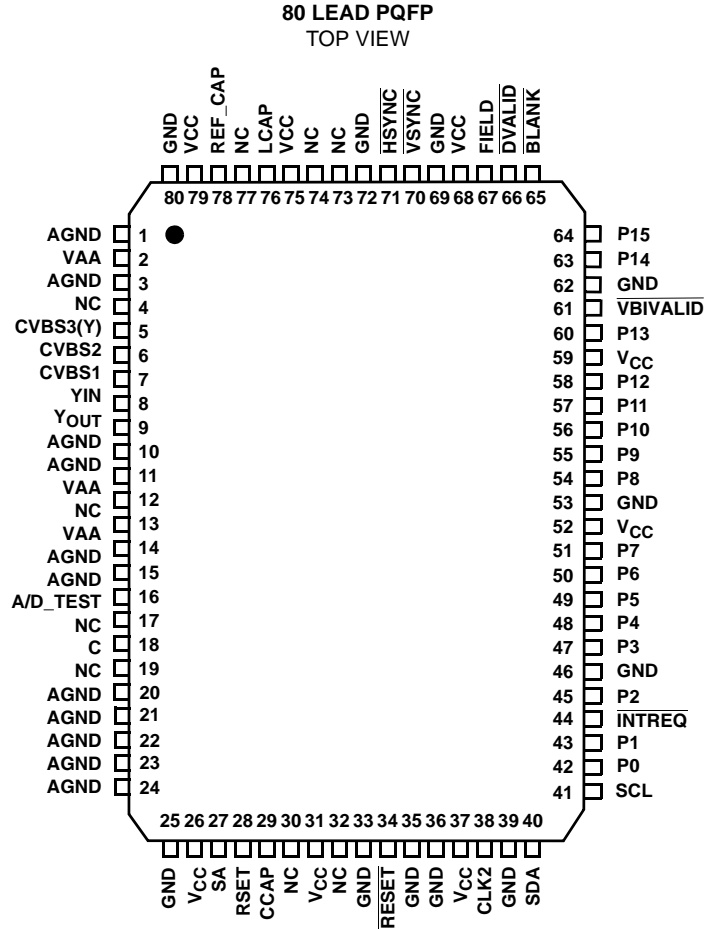 80 LEAD PQFP
TOP VIEW
GND VCC REF_CAP NC LCAP VCC NC NC GND HSYNC VSYNC GND VCC FIELD DVALID BLANK
80 79 78 77 76 75 74 73 72 71 70 69 68 67 66 65
AGND 1 64 P15
VAA 2 63 P14
AGND 3 62 GND
NC 4 61 VBIVALID
CVBS3(Y) 5 60 P13
CVBS2 6 59 VCC
CVBS1 7 58 P12
YIN 8 57 P11
YOUT 9 56 P10
AGND 10 55 P9
AGND 11 54 P8
VAA 12 53 GND
NC 13 52 VCC
VAA 14 51 P7
AGND 15 50 P6
AGND 16 49 P5
A/D_TEST 17 48 P4
NC 18 47 P3
C 19 46 GND
NC 20 45 P2
AGND 21 44 INTREQ
AGND 22 43 P1
AGND 23 42 P0
AGND 24 41 SCL
AGND
25 26 27 28 29 30 31 32 33 34 35 36 37 38 39 40
GND VCC SA RSET CCAP NC VCC NC GND RESET GND GND VCC CLK2 GND SDA